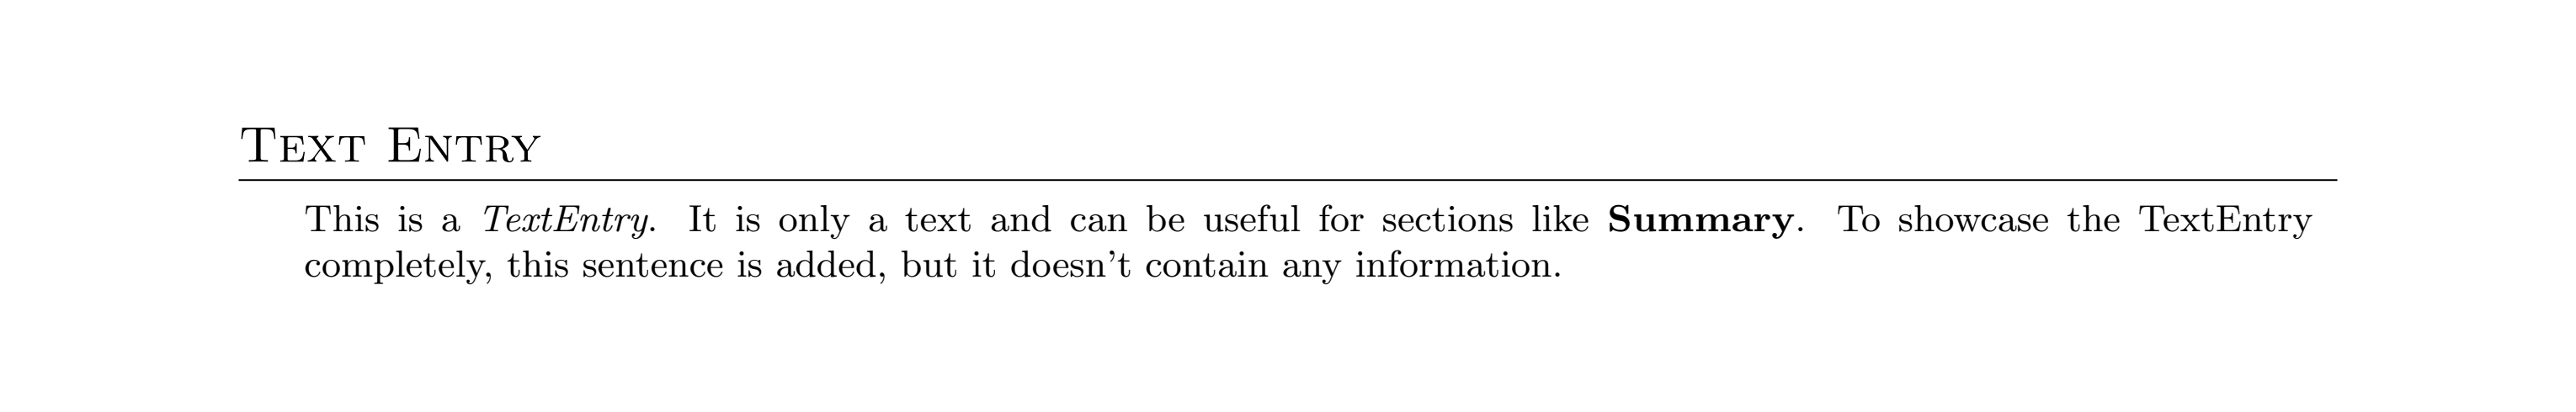 Text Entry
This is a TextEntry. It is only a text and can be useful for sections like Summary. To showcase the TextEntry
completely, this sentence is added, but it doesn't contain any information.